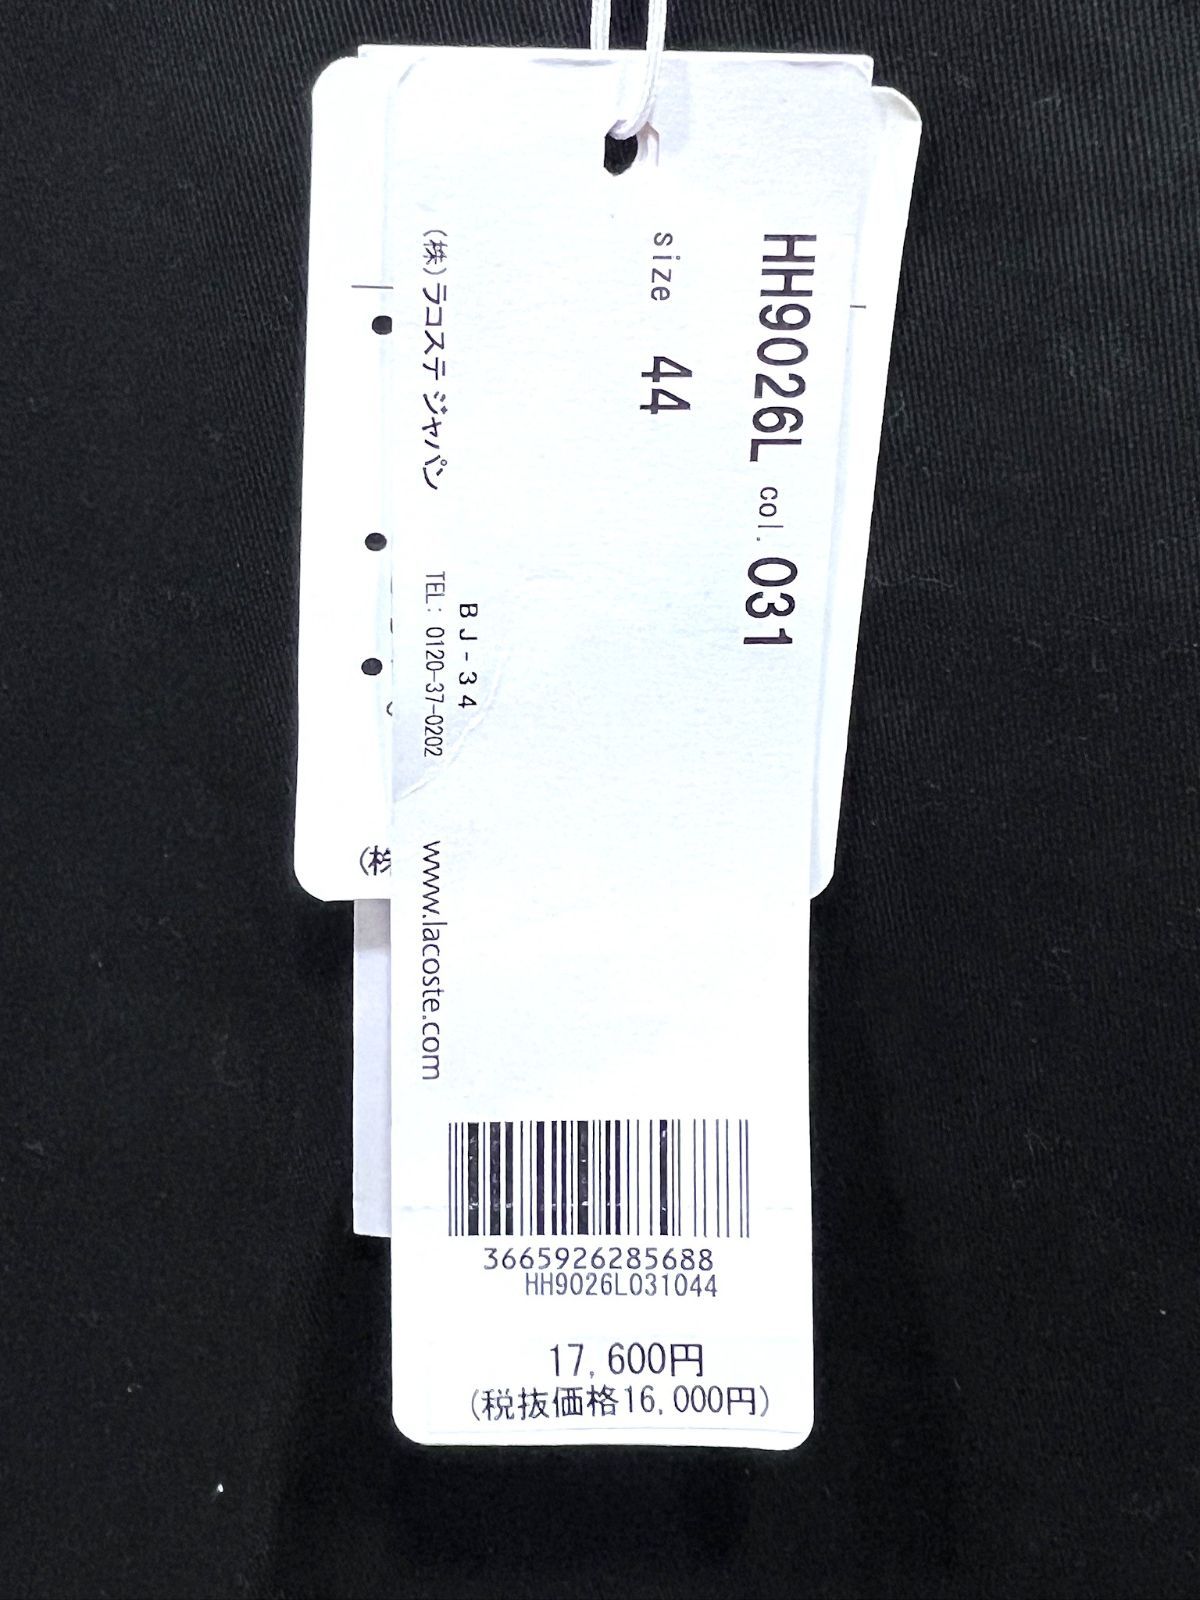 HH9026L col. 031
size 44
BJ-34
(株)ラコステ ジャパン TEL: 0120-37-0202 www.lacoste.com
3665926285688
HH9026L031044
17,600円
(税抜価格16,000円)
(株